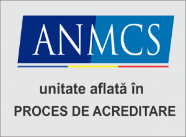 ANMCS
unitate aflată în
PROCES DE ACREDITARE